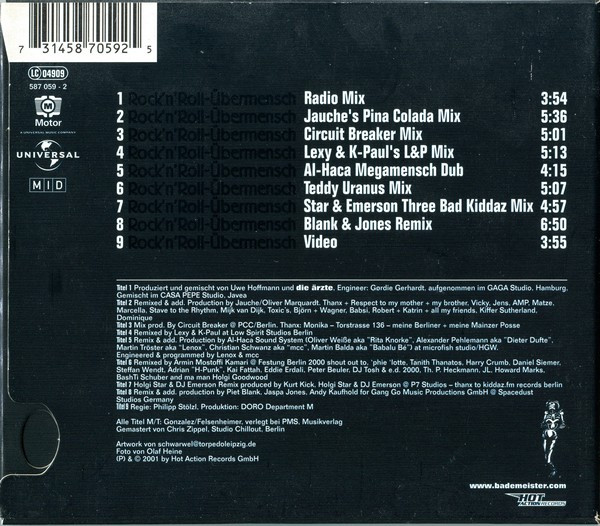 7 31458 70592 5
LC 04909
587 059 - 2
M
Motor
A UNIVERSAL MUSIC COMPANY
UNIVERSAL
M I D
1 Rock'n'Roll-Übermensch Radio Mix 3:54
2 Rock'n'Roll-Übermensch Jauche's Pina Colada Mix 5:36
3 Rock'n'Roll-Übermensch Circuit Breaker Mix 5:01
4 Rock'n'Roll-Übermensch Lexy & K-Paul's L&P Mix 5:13
5 Rock'n'Roll-Übermensch Al-Haca Megamensch Dub 4:15
6 Rock'n'Roll-Übermensch Teddy Uranus Mix 5:07
7 Rock'n'Roll-Übermensch Star & Emerson Three Bad Kiddaz Mix 4:57
8 Rock'n'Roll-Übermensch Blank & Jones Remix 6:50
9 Rock'n'Roll-Übermensch Video 3:55
Titel 1 Produziert und gemischt von Uwe Hoffmann und die ärzte. Engineer: Gørdie Gerhardt. aufgenommen im GAGA Studio, Hamburg.
Gemischt im CASA PEPE Studio. Javea
Titel 2 Remixed & add. Production by Jauche/Oliver Marquardt. Thanx + Respect to my mother + my brother, Vicky, Jens. AMP, Matze,
Marcella. Stave to the Rhythm, Mijk van Dijk, Toxic's, Björn + Wagner. Babsi. Robert + Katrin + all my friends. Kiffer Sutherland.
Dominique
Titel 3 Mix prod. By Circuit Breaker @ PCC/Berlin. Thanx: Monika – Torstrasse 136 – meine Berliner + meine Mainzer Posse
Titel 4 Remixed by Lexy & K-Paul at Low Spirit Studios Berlin
Titel 5 Remix & add. Production by Al-Haca Sound System (Oliver Weiße aka "Rita Knorke", Alexander Pehlemann aka "Dieter Dufte",
Martin Tröster aka "Lenox", Christian Schwanz aka "mcc", Martin Balda aka "Babalu Bé") at microfish studio/HGW.
Engineered & programmed by Lenox & mcc
Titel 6 Remixed by Armin Mostoffi Kamari @ Festung Berlin 2000 shout out to. 'phie 'lotte, Tanith Thanatos, Harry Crumb, Daniel Siemer,
Steffan Wendt, Adrian "H-Punk", Kai Fattah, Eddie Erdali, Peter Beuler, DJ Tosh & e.d. 2000, Th. P. Heckmann, JL. Howard Marks,
BashTi Schuber and ma man Holgi Goodwood
Titel 7 Holgi Star & DJ Emerson Remix produced by Kurt Kick, Holgi Star & DJ Emerson @ P7 Studios – thanx to kiddaz.fm records berlin
Titel 8 Remix & add. production by Piet Blank, Jaspa Jones, Andy Kaufhold for Gang Go Music Productions GmbH @ Spacedust
Studios Germany
Titel 9 Regie: Philipp Stölzl, Produktion: DORO Department M
Alle Titel M/T: Gonzalez/Felsenheimer, verlegt bei PMS. Musikverlag
Gemastert von Chris Zippel. Studio Chillout, Berlin
Artwork von schwarwel@torpedoleipzig.de
Foto von Olaf Heine
(P) & © 2001 by Hot Action Records GmbH
www.bademeister.com
HOT
ACTION RECORDS